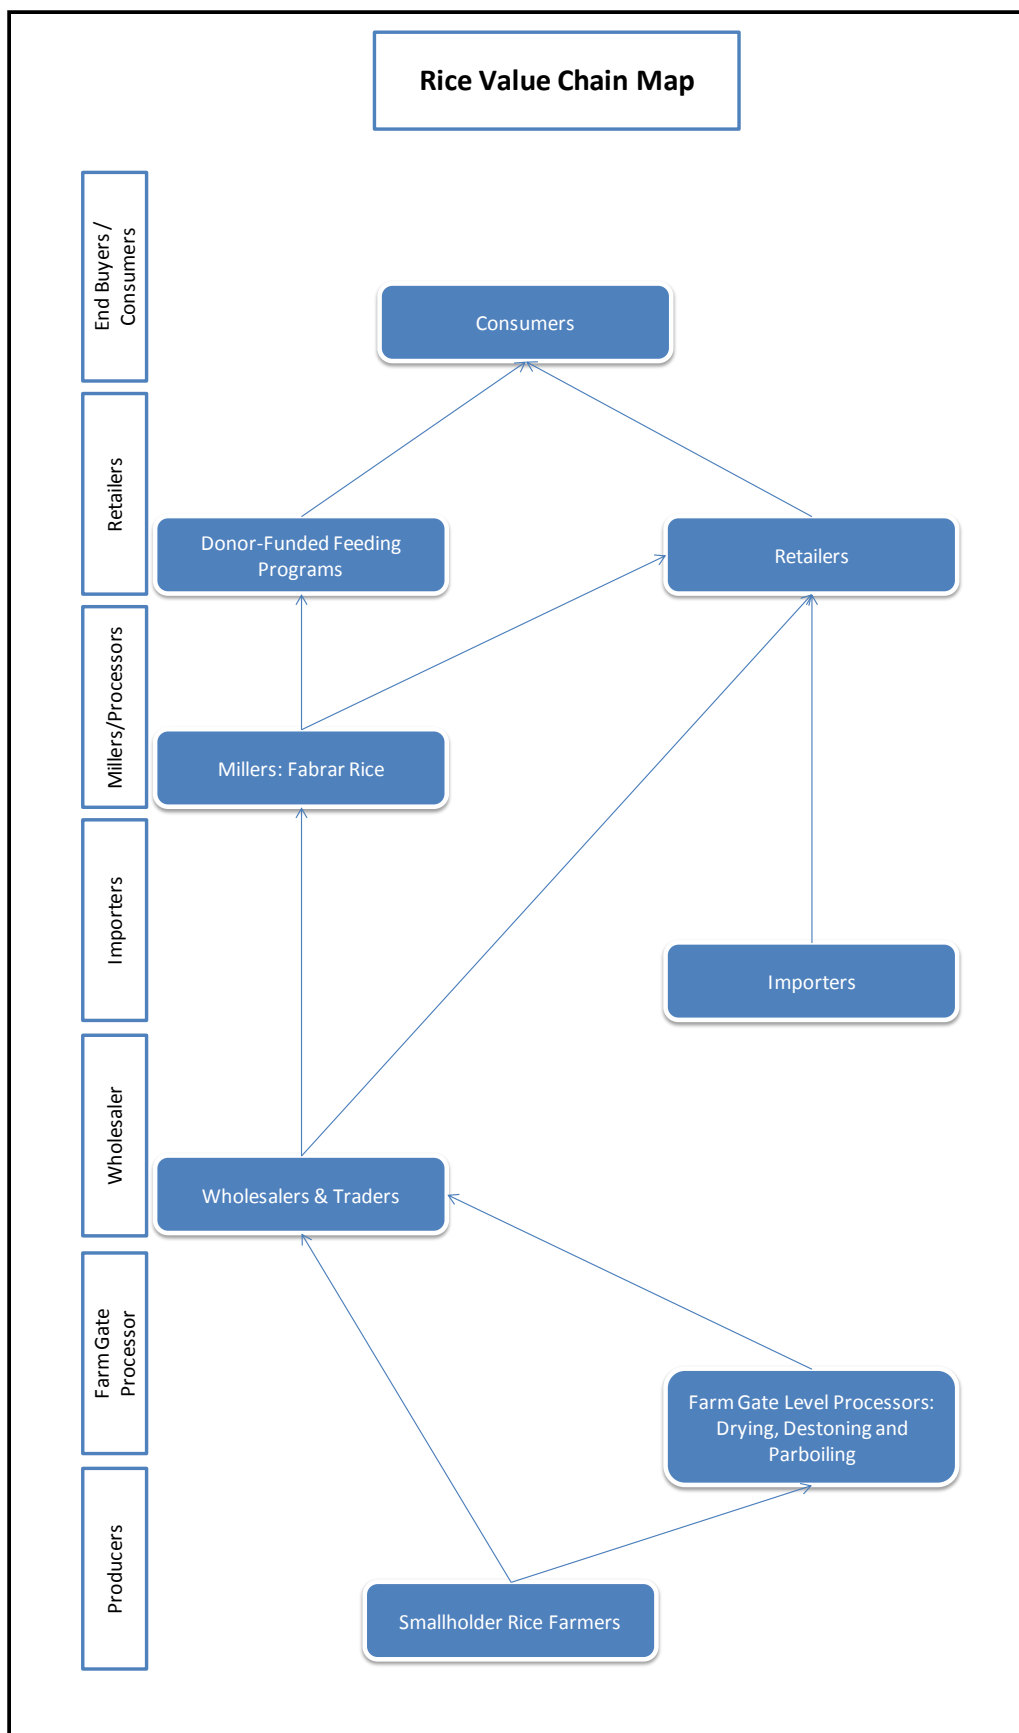 Rice Value Chain Map
End Buyers /
Consumers
Consumers
Retailers
Donor-Funded Feeding
Programs
Retailers
Millers/Processors
Millers: Fabrar Rice
Importers
Importers
Wholesaler
Wholesalers & Traders
Farm Gate
Processor
Farm Gate Level Processors:
Drying, Destoning and
Parboiling
Producers
Smallholder Rice Farmers